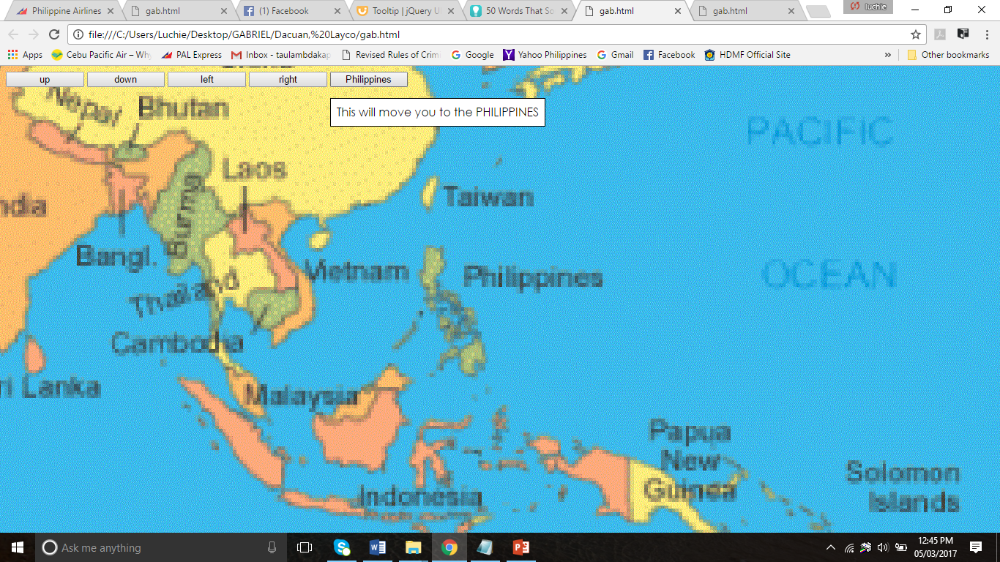 Philippine Airlines
gab.html
(1) Facebook
Tooltip | jQuery U
50 Words That So
gab.html
gab.html
luchie
file:///C:/Users/Luchie/Desktop/GABRIEL/Dacuan,%20Layco/gab.html
Apps
Cebu Pacific Air – Why
PAL Express
Inbox - taulambdakap
Revised Rules of Crim
Google
Yahoo Philippines
Gmail
Facebook
HDMF Official Site
»
Other bookmarks
up
down
left
right
Philippines
This will move you to the PHILIPPINES
Nepal
Bhutan
PACIFIC
Laos
Taiwan
ndia
Bangl.
Vietnam
Philippines
OCEAN
Thailand
Cambodia
ri Lanka
Malaysia
Papua
New
Guinea
Solomon
Islands
Indonesia
Ask me anything
12:45 PM
05/03/2017